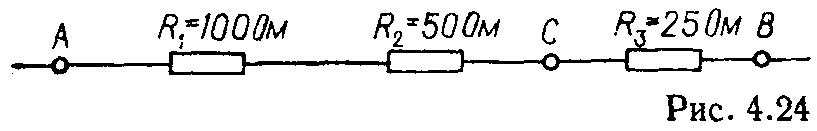 A R₁=100Ом R₂=50Ом C R₃=25Ом B
Рис. 4.24